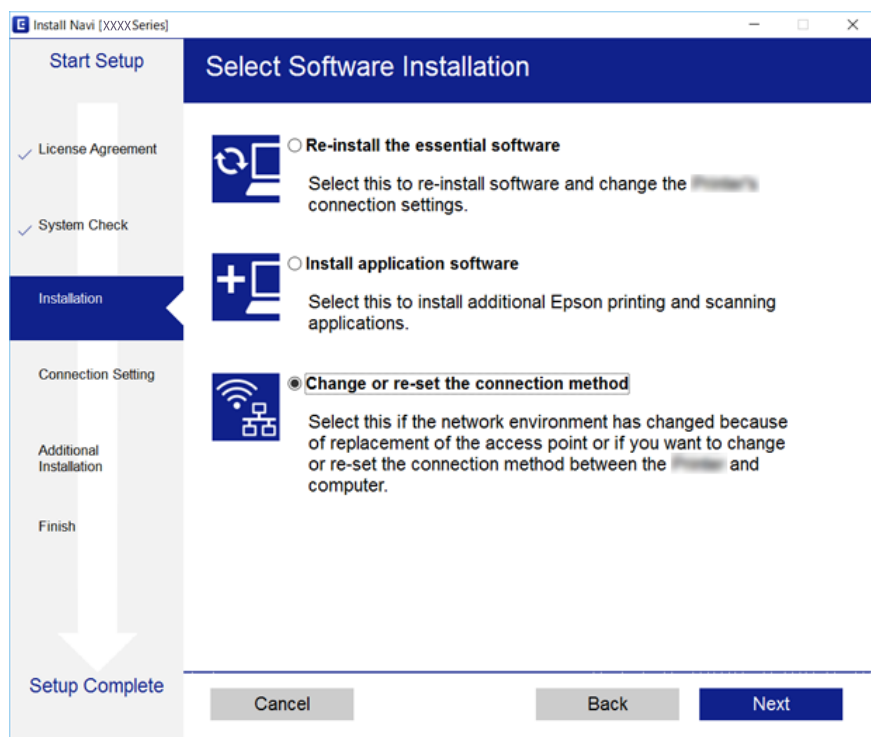 Install Navi [XXXX Series]
Start Setup
License Agreement
System Check
Installation
Connection Setting
Additional
Installation
Finish
Setup Complete
Select Software Installation
Re-install the essential software
Select this to re-install software and change the
connection settings.
Install application software
Select this to install additional Epson printing and scanning
applications.
Change or re-set the connection method
Select this if the network environment has changed because
of replacement of the access point or if you want to change
or re-set the connection method between the and
computer.
Cancel
Back
Next